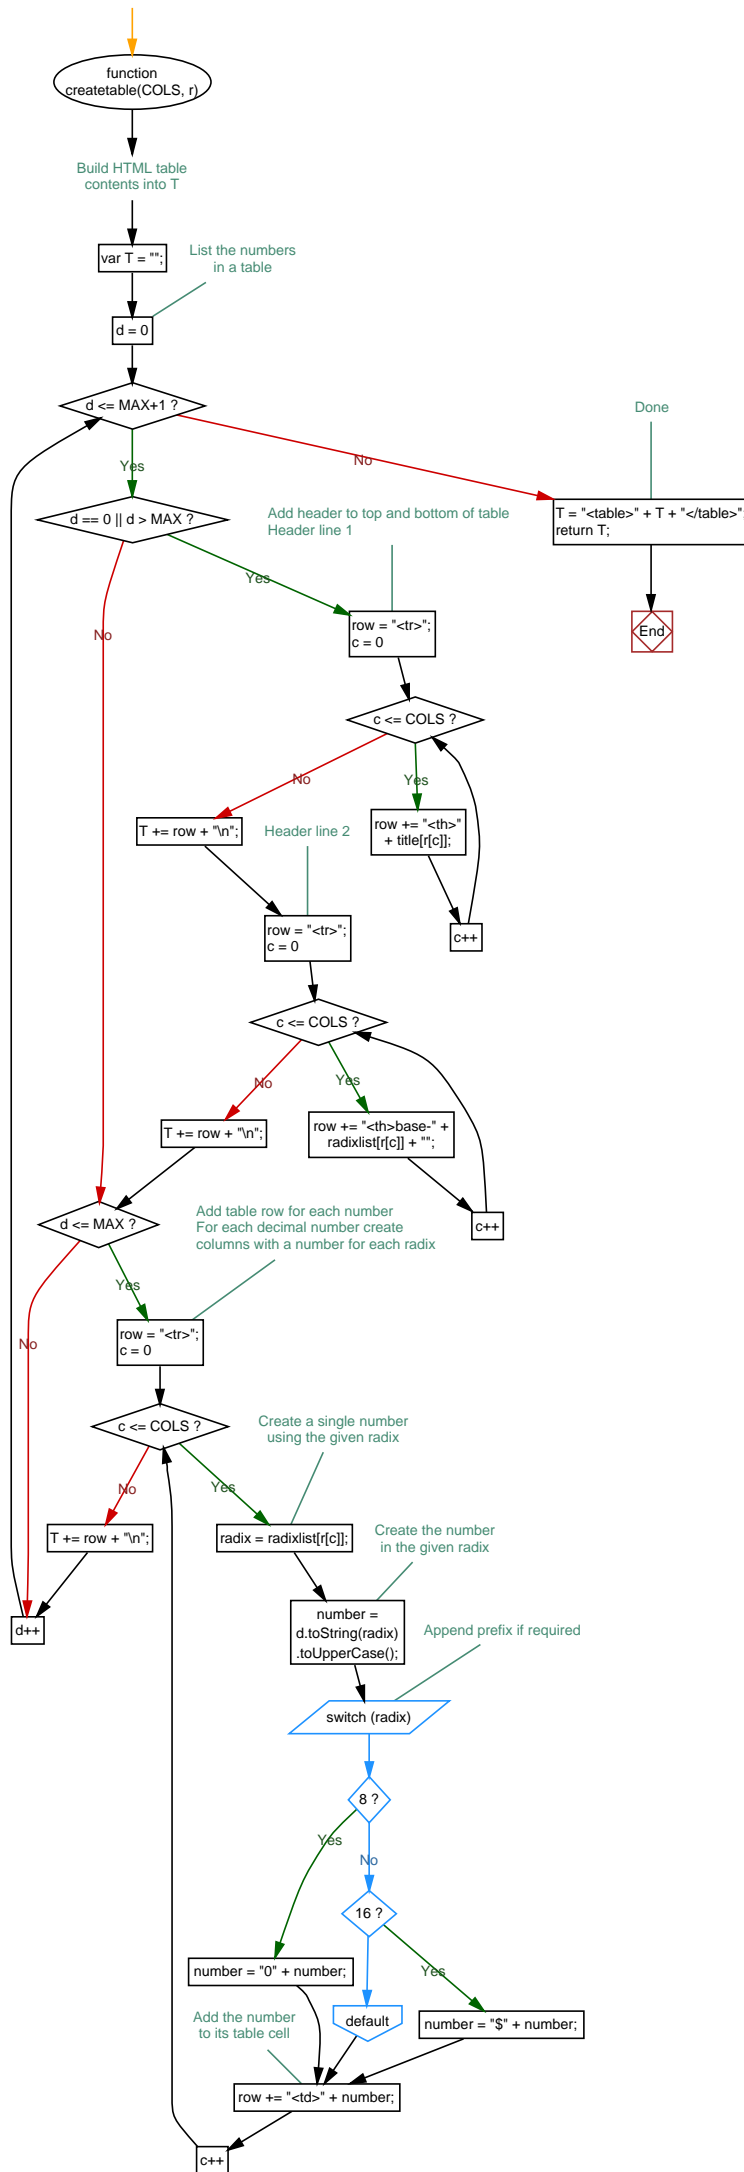 function
createtable(COLS, r)
Build HTML table
contents into T
var T = "";
List the numbers
in a table
d = 0
d <= MAX+1 ?
Yes
No
Done
d == 0 || d > MAX ?
Add header to top and bottom of table
Header line 1
T = "<table>" + T + "</table>";
return T;
Yes
No
row = "<tr>";
c = 0
End
c <= COLS ?
No
Yes
T += row + "\n";
Header line 2
row += "<th>"
+ title[r[c]];
row = "<tr>";
c = 0
c++
c <= COLS ?
No
Yes
T += row + "\n";
row += "<th>base-" +
radixlist[r[c]] + "";
d <= MAX ?
Add table row for each number
For each decimal number create
columns with a number for each radix
c++
Yes
No
row = "<tr>";
c = 0
c <= COLS ?
Create a single number
using the given radix
No
Yes
T += row + "\n";
radix = radixlist[r[c]];
Create the number
in the given radix
d++
number =
d.toString(radix)
.toUpperCase();
Append prefix if required
switch (radix)
8 ?
Yes
No
16 ?
number = "0" + number;
Yes
Add the number
to its table cell
default
number = "$" + number;
row += "<td>" + number;
c++